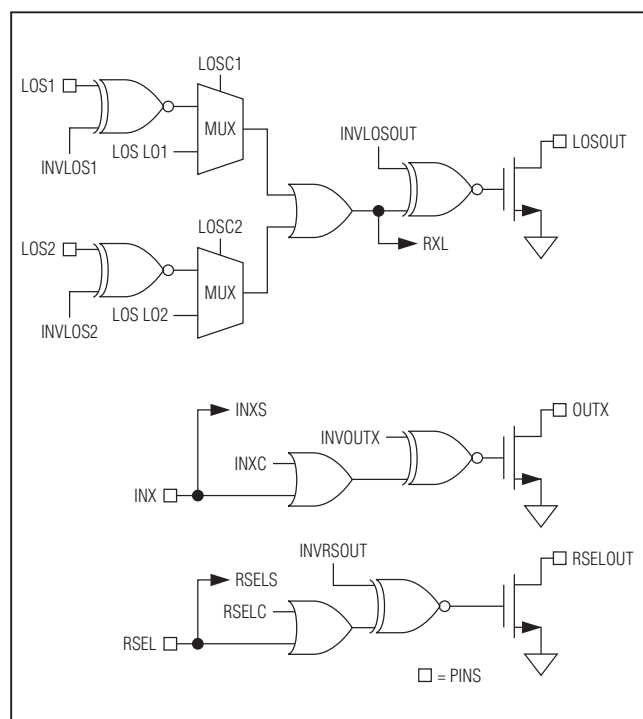 LOSC1
LOS1
MUX
INVLOS1
LOS LO1
INVLOSOUT
LOSOUT
LOSC2
RXL
LOS2
MUX
INVLOS2
LOS LO2
INXS
OUTX
INVOUTX
INXC
INX
INVRSOUT
RSELOUT
RSELS
RSELC
RSEL
= PINS